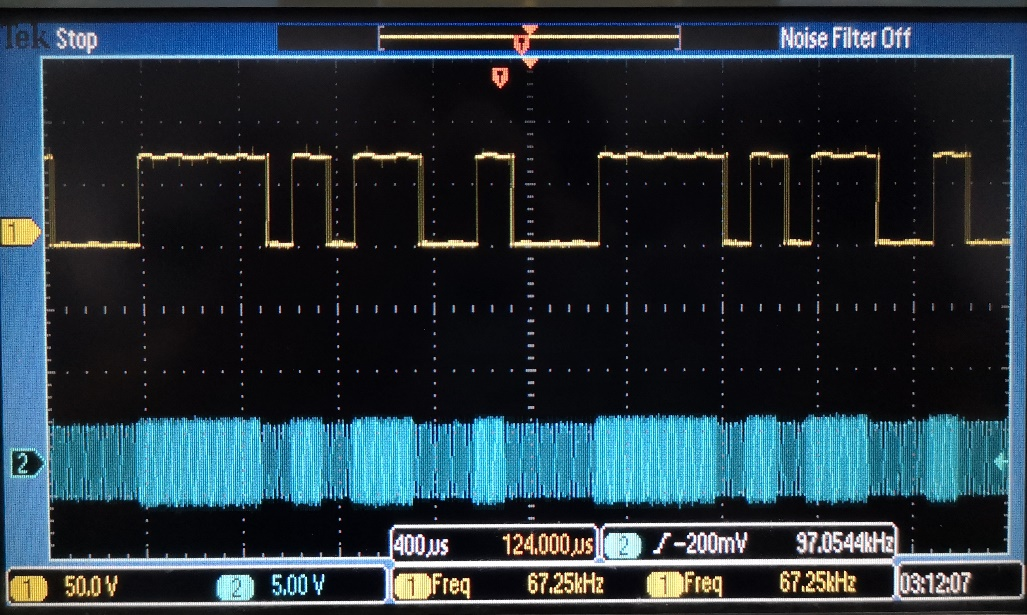 Tek Stop Noise Filter Off
T
T
1
2
400µs 124.000µs 2 -200mV 97.0544kHz
1 50.0 V 2 5.00 V 1 Freq 67.25kHz 1 Freq 67.25kHz 03:12:07